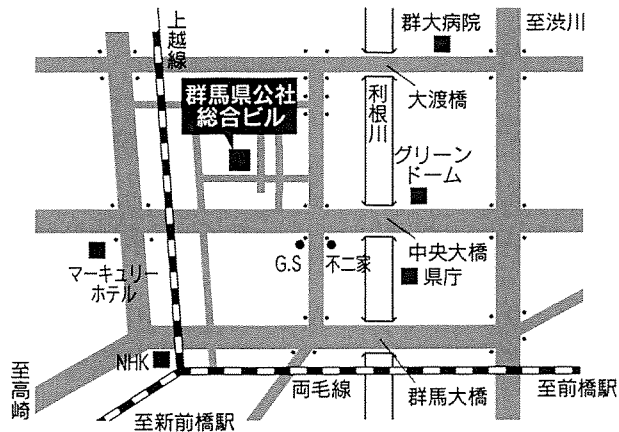 上越線
群大病院
至渋川
大渡橋
群馬県公社
総合ビル
利根川
グリーン
ドーム
中央大橋
G.S
不二家
県庁
マーキュリー
ホテル
NHK
至高崎
両毛線
群馬大橋
至前橋駅
至新前橋駅